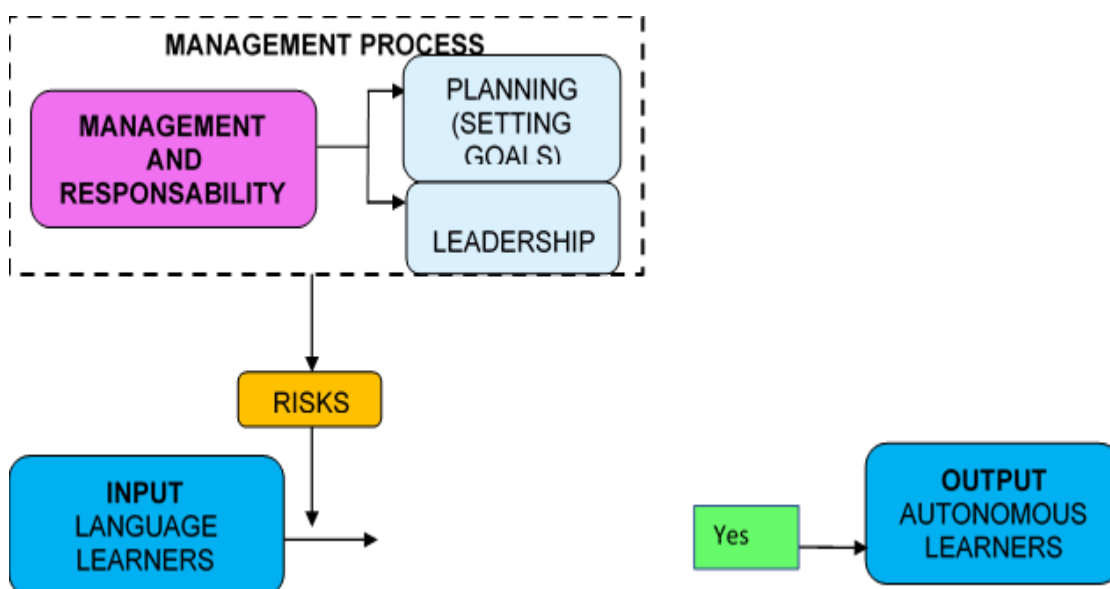 MANAGEMENT PROCESS
MANAGEMENT
AND
RESPONSABILITY
PLANNING
(SETTING
GOALS)
LEADERSHIP
RISKS
INPUT
LANGUAGE
LEARNERS
Yes
OUTPUT
AUTONOMOUS
LEARNERS